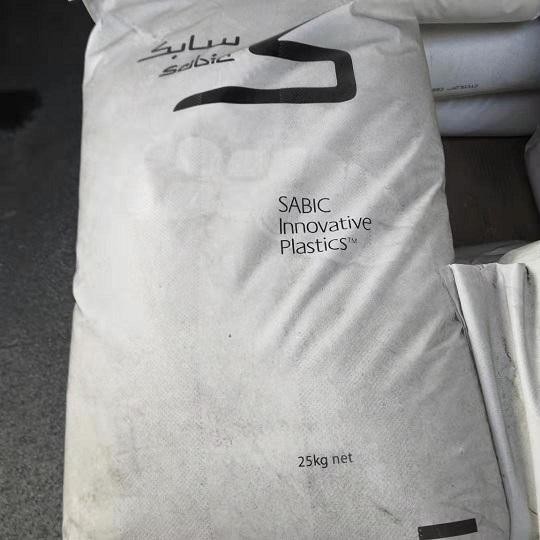 سابك
sabic
SABIC
Innovative
Plastics™
25kg net